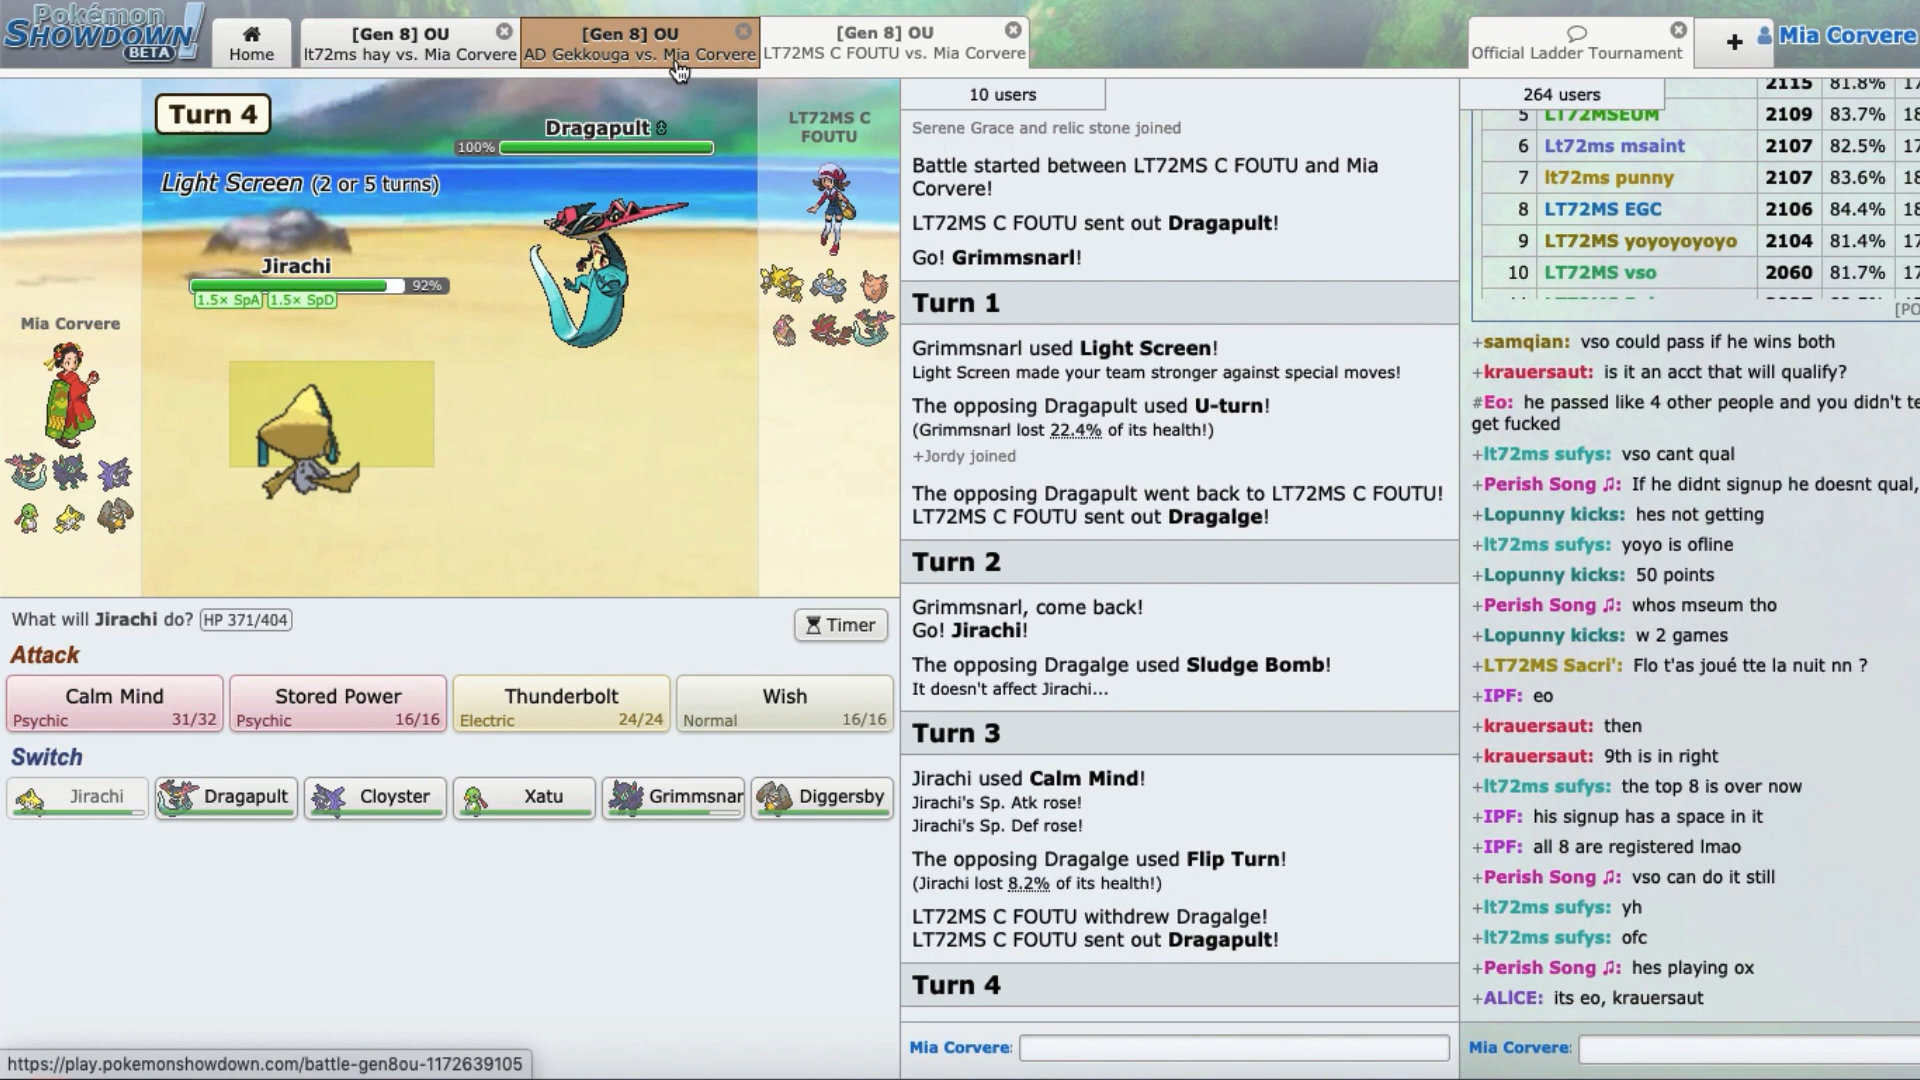 Pokémon
SHOWDOWN!
BETA
Home
[Gen 8] OU
lt72ms hay vs. Mia Corvere
[Gen 8] OU
AD Gekkouga vs. Mia Corvere
[Gen 8] OU
LT72MS C FOUTU vs. Mia Corvere
Official Ladder Tournament
+
Mia Corvere
Turn 4
Dragapult
100%
Light Screen (2 or 5 turns)
Jirachi
92%
1.5× SpA 1.5× SpD
Mia Corvere
LT72MS C
FOUTU
What will Jirachi do? HP 371/404
Timer
Attack
Calm Mind
Psychic 31/32
Stored Power
Psychic 16/16
Thunderbolt
Electric 24/24
Wish
Normal 16/16
Switch
Jirachi
Dragapult
Cloyster
Xatu
Grimmsnar
Diggersby
https://play.pokemonshowdown.com/battle-gen8ou-1172639105
10 users
Serene Grace and relic stone joined
Battle started between LT72MS C FOUTU and Mia
Corvere!
LT72MS C FOUTU sent out Dragapult!
Go! Grimmsnarl!
Turn 1
Grimmsnarl used Light Screen!
Light Screen made your team stronger against special moves!
The opposing Dragapult used U-turn!
(Grimmsnarl lost 22.4% of its health!)
+Jordy joined
The opposing Dragapult went back to LT72MS C FOUTU!
LT72MS C FOUTU sent out Dragalge!
Turn 2
Grimmsnarl, come back!
Go! Jirachi!
The opposing Dragalge used Sludge Bomb!
It doesn't affect Jirachi...
Turn 3
Jirachi used Calm Mind!
Jirachi's Sp. Atk rose!
Jirachi's Sp. Def rose!
The opposing Dragalge used Flip Turn!
(Jirachi lost 8.2% of its health!)
LT72MS C FOUTU withdrew Dragalge!
LT72MS C FOUTU sent out Dragapult!
Turn 4
Mia Corvere:
264 users
2115 81.8% 17
5 LT72MSEUM 2109 83.7% 18
6 Lt72ms msaint 2107 82.5% 17
7 lt72ms punny 2107 83.6% 18
8 LT72MS EGC 2106 84.4% 18
9 LT72MS yoyoyoyoyo 2104 81.4% 17
10 LT72MS vso 2060 81.7% 17
[PO
+samqian: vso could pass if he wins both
+krauersaut: is it an acct that will qualify?
#Eo: he passed like 4 other people and you didn't te
get fucked
+lt72ms sufys: vso cant qual
+Perish Song ♫: If he didnt signup he doesnt qual,
+Lopunny kicks: hes not getting
+lt72ms sufys: yoyo is ofline
+Lopunny kicks: 50 points
+Perish Song ♫: whos mseum tho
+Lopunny kicks: w 2 games
+LT72MS Sacri': Flo t'as joué tte la nuit nn ?
+IPF: eo
+krauersaut: then
+krauersaut: 9th is in right
+lt72ms sufys: the top 8 is over now
+IPF: his signup has a space in it
+IPF: all 8 are registered lmao
+Perish Song ♫: vso can do it still
+lt72ms sufys: yh
+lt72ms sufys: ofc
+Perish Song ♫: hes playing ox
+ALICE: its eo, krauersaut
Mia Corvere: